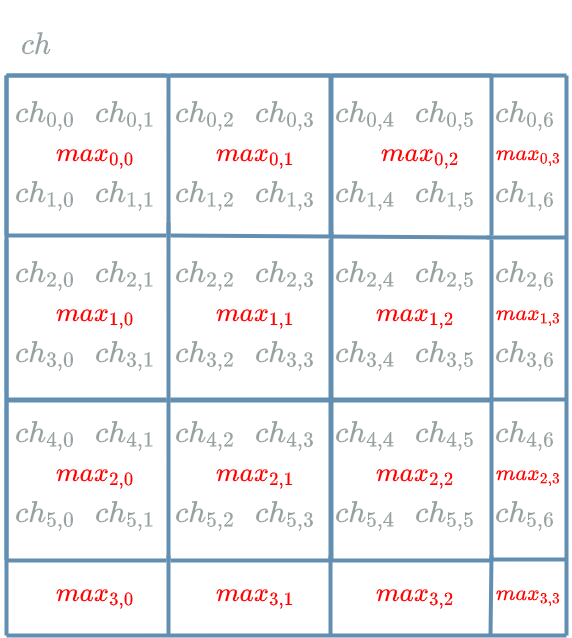 ch
ch0,0 ch0,1 ch0,2 ch0,3 ch0,4 ch0,5 ch0,6
max0,0 max0,1 max0,2 max0,3
ch1,0 ch1,1 ch1,2 ch1,3 ch1,4 ch1,5 ch1,6
ch2,0 ch2,1 ch2,2 ch2,3 ch2,4 ch2,5 ch2,6
max1,0 max1,1 max1,2 max1,3
ch3,0 ch3,1 ch3,2 ch3,3 ch3,4 ch3,5 ch3,6
ch4,0 ch4,1 ch4,2 ch4,3 ch4,4 ch4,5 ch4,6
max2,0 max2,1 max2,2 max2,3
ch5,0 ch5,1 ch5,2 ch5,3 ch5,4 ch5,5 ch5,6
max3,0 max3,1 max3,2 max3,3